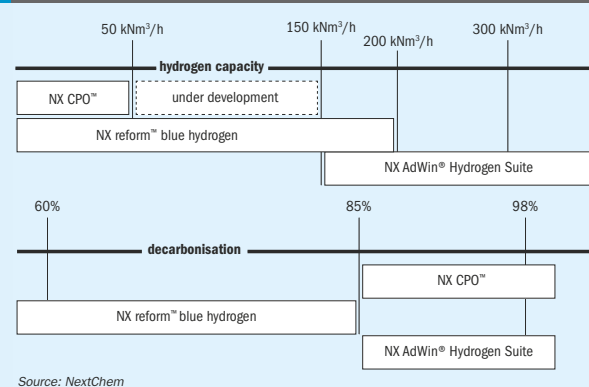 50 kNm³/h
150 kNm³/h
200 kNm³/h
300 kNm³/h
hydrogen capacity
NX CPO™
under development
NX reform™ blue hydrogen
NX AdWin® Hydrogen Suite
60%
85%
98%
decarbonisation
NX CPO™
NX reform™ blue hydrogen
NX AdWin® Hydrogen Suite
Source: NextChem